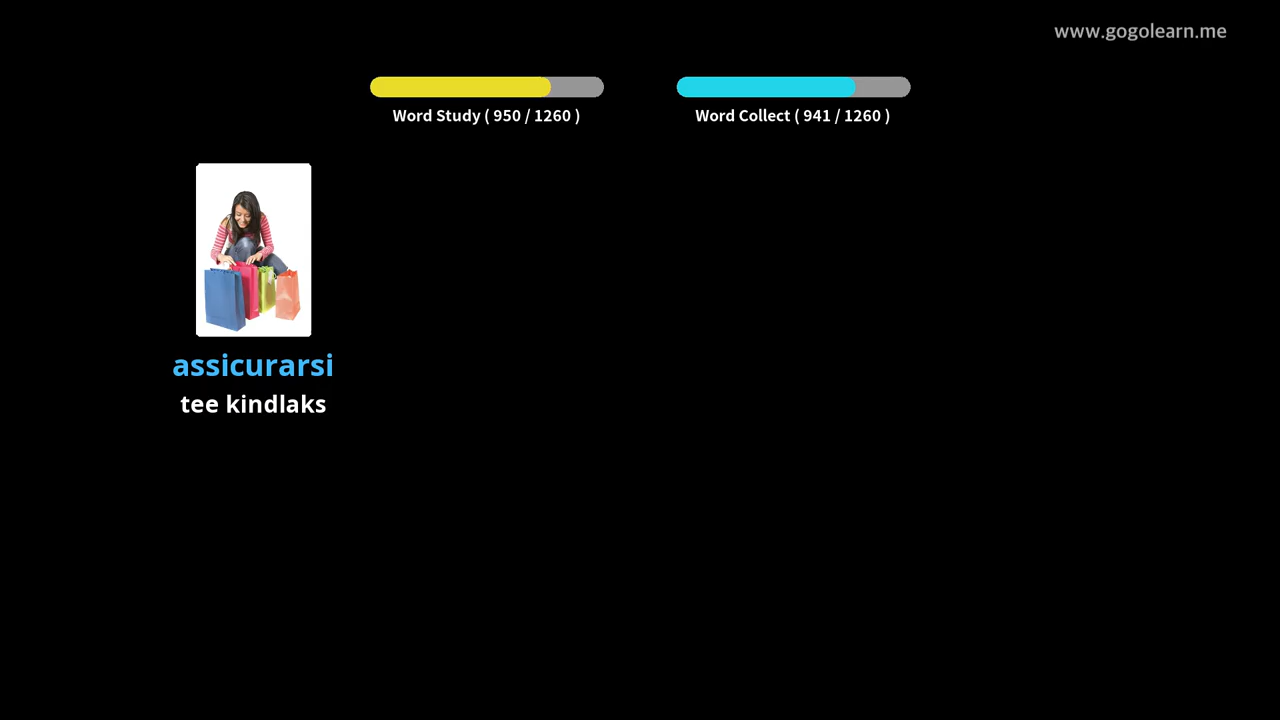 www.gogolearn.me
Word Study ( 950 / 1260 )
Word Collect ( 941 / 1260 )
assicurarsi
tee kindlaks